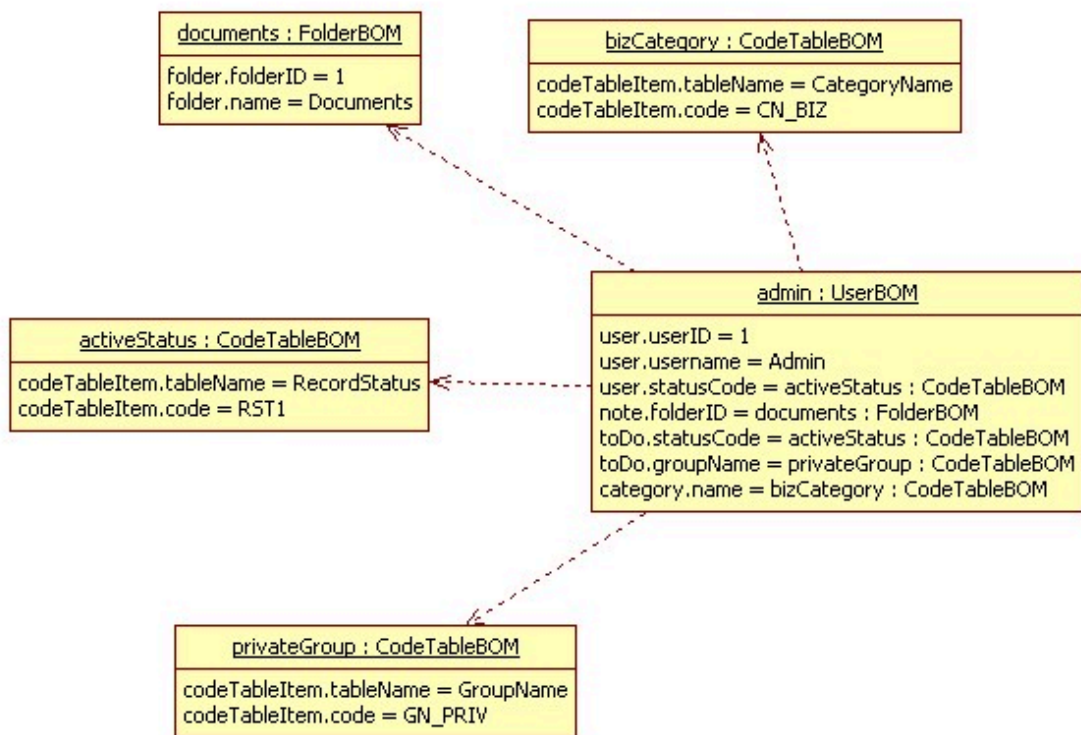 documents : FolderBOM
folder.folderID = 1
folder.name = Documents
bizCategory : CodeTableBOM
codeTableItem.tableName = CategoryName
codeTableItem.code = CN_BIZ
admin : UserBOM
user.userID = 1
user.username = Admin
user.statusCode = activeStatus : CodeTableBOM
note.folderID = documents : FolderBOM
toDo.statusCode = activeStatus : CodeTableBOM
toDo.groupName = privateGroup : CodeTableBOM
category.name = bizCategory : CodeTableBOM
activeStatus : CodeTableBOM
codeTableItem.tableName = RecordStatus
codeTableItem.code = RST1
privateGroup : CodeTableBOM
codeTableItem.tableName = GroupName
codeTableItem.code = GN_PRIV